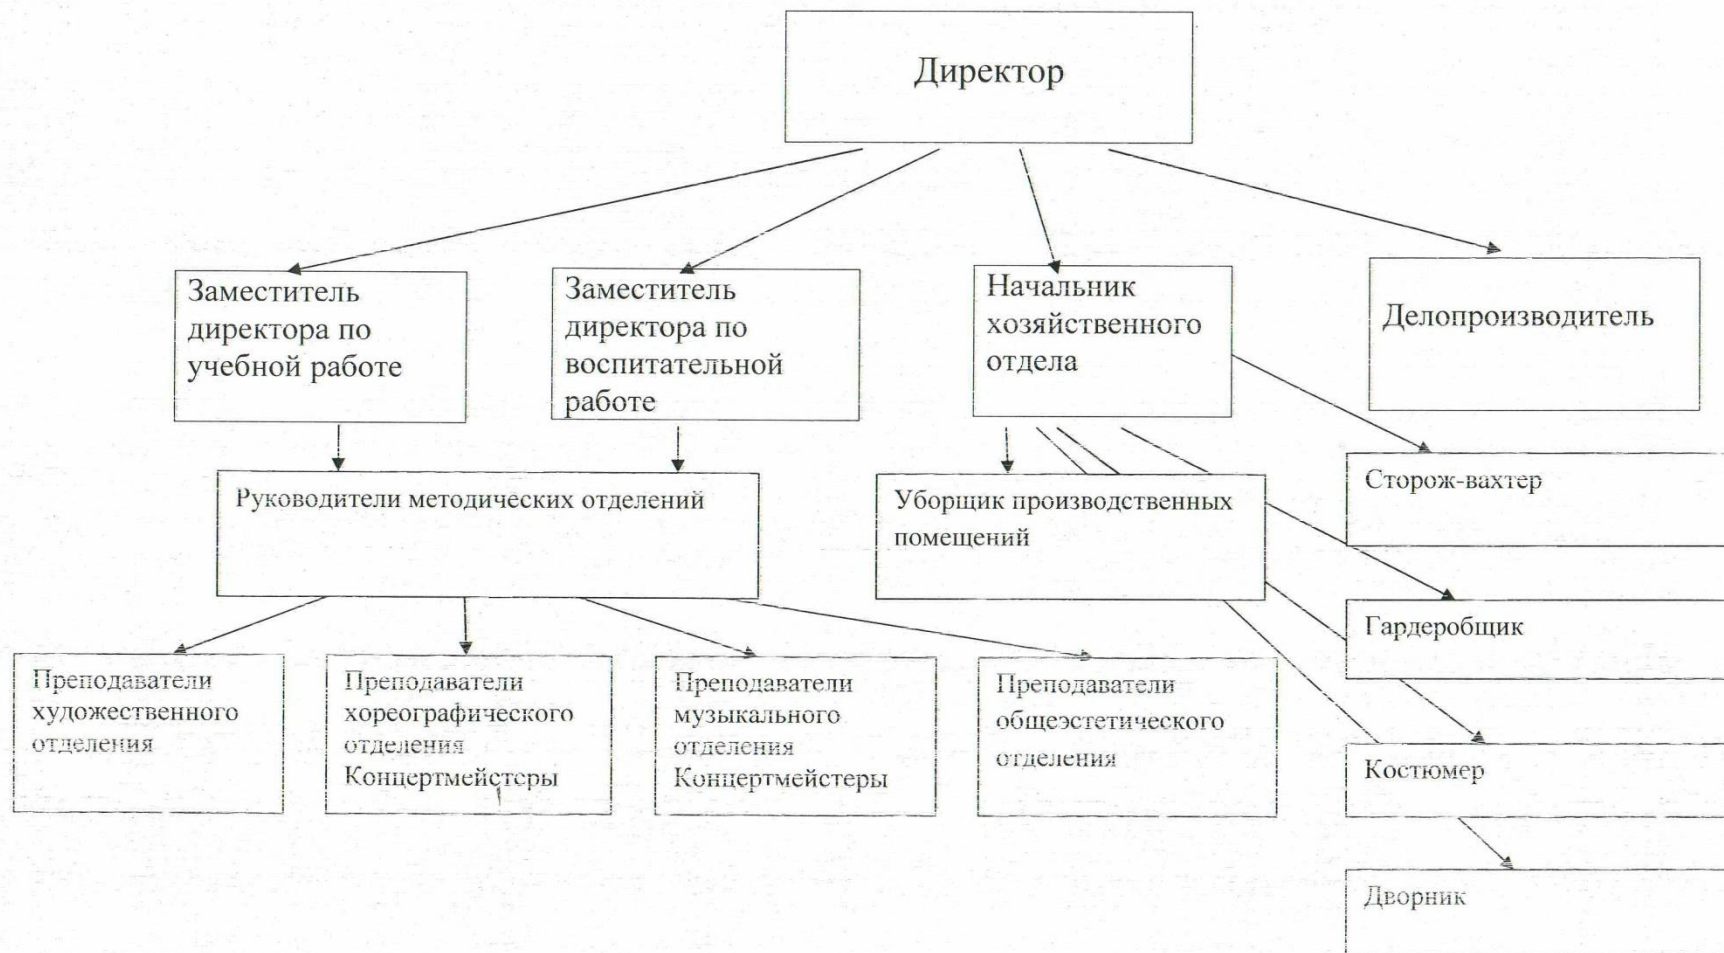 Директор
Заместитель
директора по
учебной работе
Заместитель
директора по
воспитательной
работе
Начальник
хозяйственного
отдела
Делопроизводитель
Руководители методических отделений
Уборщик производственных
помещений
Сторож-вахтер
Гардеробщик
Преподаватели
художественного
отделения
Преподаватели
хореографического
отделения
Концертмейстеры
Преподаватели
музыкального
отделения
Концертмейстеры
Преподаватели
общеэстетического
отделения
Костюмер
Дворник